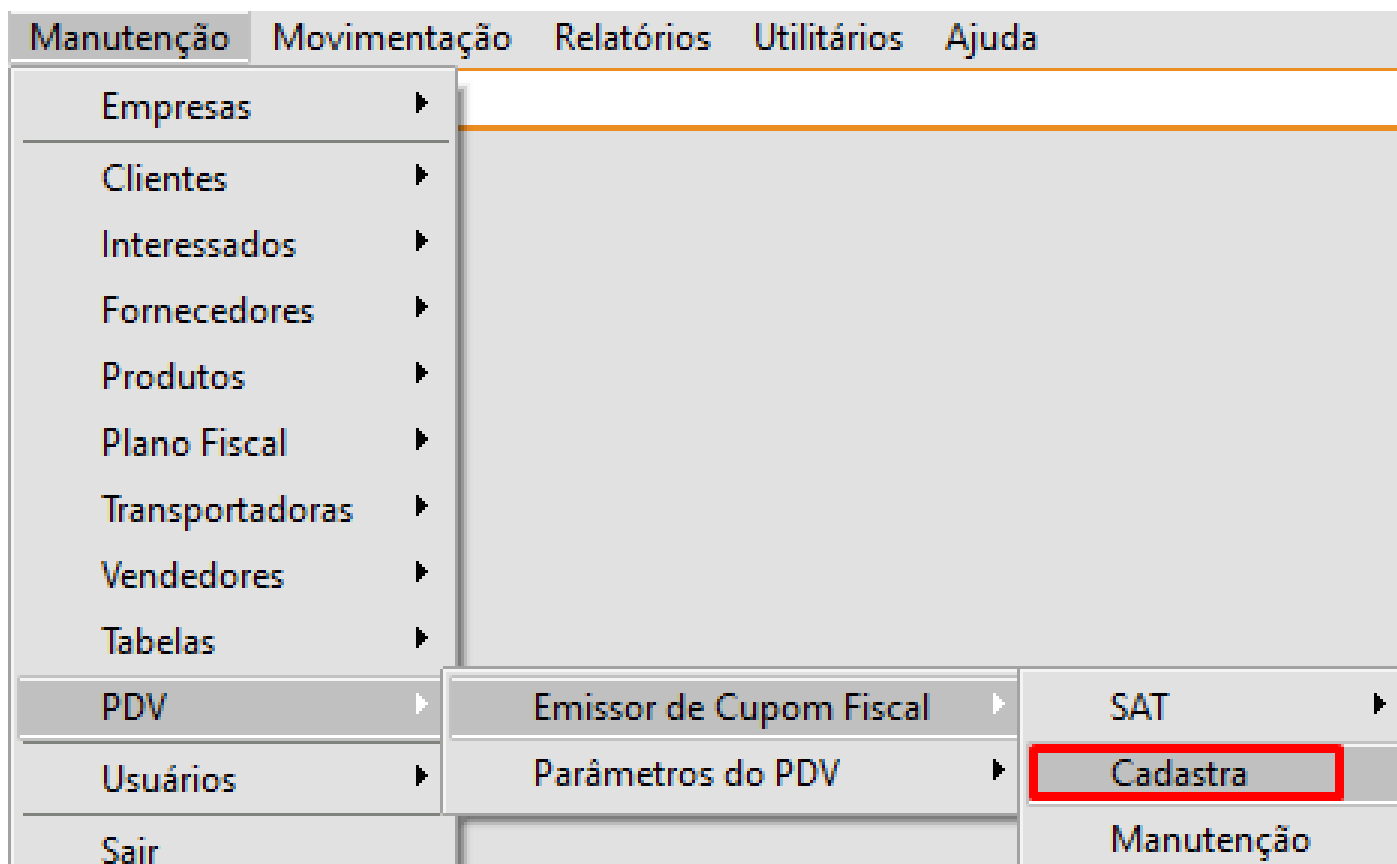 Manutenção Movimentação Relatórios Utilitários Ajuda
Empresas
Clientes
Interessados
Fornecedores
Produtos
Plano Fiscal
Transportadoras
Vendedores
Tabelas
PDV Emissor de Cupom Fiscal SAT
Usuários Parâmetros do PDV Cadastra
Sair Manutenção